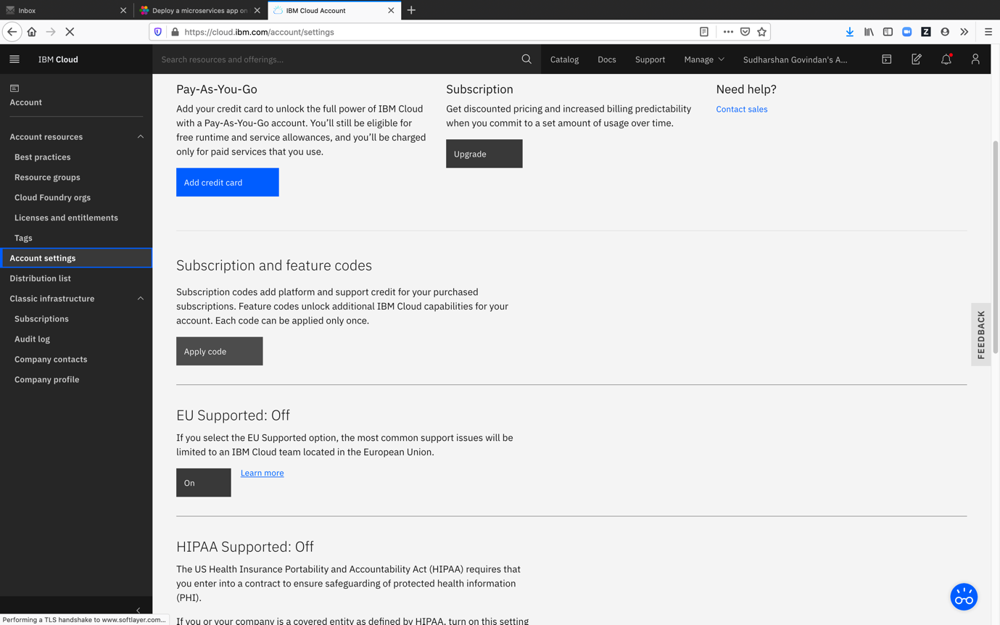 Inbox
Deploy a microservices app on
IBM Cloud Account
https://cloud.ibm.com/account/settings
IBM Cloud
Search resources and offerings...
Catalog
Docs
Support
Manage
Sudharshan Govindan's A...
Account
Account resources
Best practices
Resource groups
Cloud Foundry orgs
Licenses and entitlements
Tags
Account settings
Distribution list
Classic infrastructure
Subscriptions
Audit log
Company contacts
Company profile
Pay-As-You-Go
Add your credit card to unlock the full power of IBM Cloud
with a Pay-As-You-Go account. You'll still be eligible for
free runtime and service allowances, and you'll be charged
only for paid services that you use.
Add credit card
Subscription
Get discounted pricing and increased billing predictability
when you commit to a set amount of usage over time.
Upgrade
Need help?
Contact sales
Subscription and feature codes
Subscription codes add platform and support credit for your purchased
subscriptions. Feature codes unlock additional IBM Cloud capabilities for your
account. Each code can be applied only once.
Apply code
EU Supported: Off
If you select the EU Supported option, the most common support issues will be
limited to an IBM Cloud team located in the European Union.
On
Learn more
HIPAA Supported: Off
The US Health Insurance Portability and Accountability Act (HIPAA) requires that
you enter into a contract to ensure safeguarding of protected health information
(PHI).
If you or your company is a covered entity as defined by HIPAA, turn on this setting
FEEDBACK
Performing a TLS handshake to www.softlayer.com...